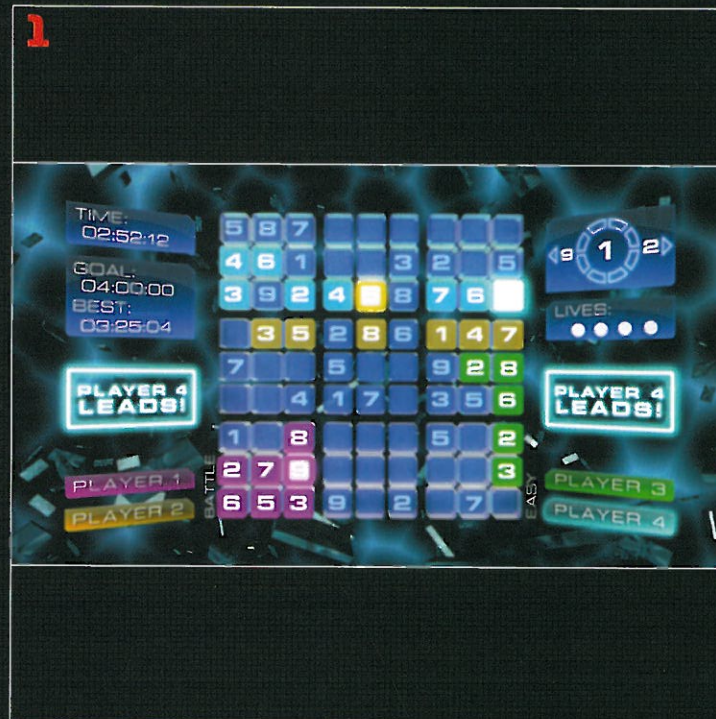 1
TIME:
02:52:12
GOAL:
04:00:00
BEST:
03:25:04
PLAYER 4
LEADS!
PLAYER 1
PLAYER 2
BATTLE
5 8 7
4 6 1 3 2 5
3 9 2 4 8 7 6
3 5 2 8 6 1 4 7
7 5 9 2 8
4 1 7 3 5 6
1 8 5 2
2 7 3
6 5 3 9 2 7
EASY
9 1 2
LIVES:
PLAYER 4
LEADS!
PLAYER 3
PLAYER 4